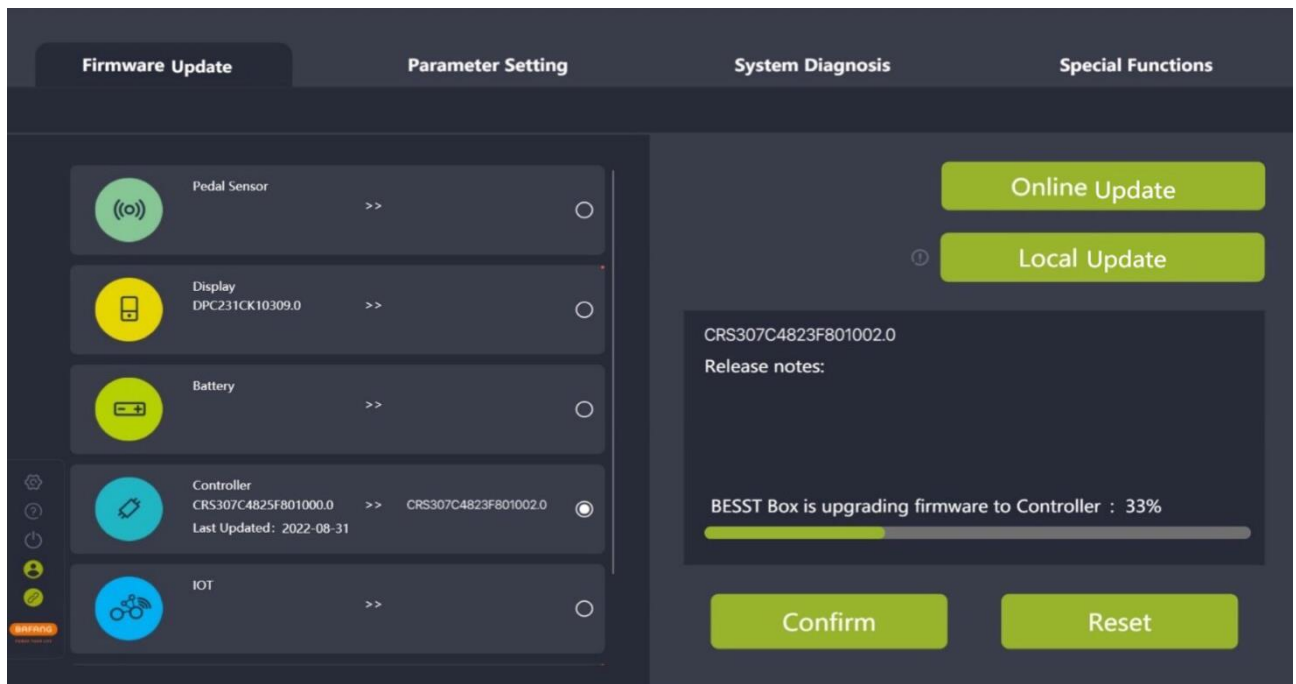 Firmware Update
Parameter Setting
System Diagnosis
Special Functions
Pedal Sensor
>>
Display
DPC231CK10309.0 >>
Battery
>>
Controller
CRS307C4825F801000.0 >> CRS307C4823F801002.0
Last Updated: 2022-08-31
IOT
>>
BAFANG
Online Update
Local Update
CRS307C4823F801002.0
Release notes:
BESST Box is upgrading firmware to Controller : 33%
Confirm
Reset